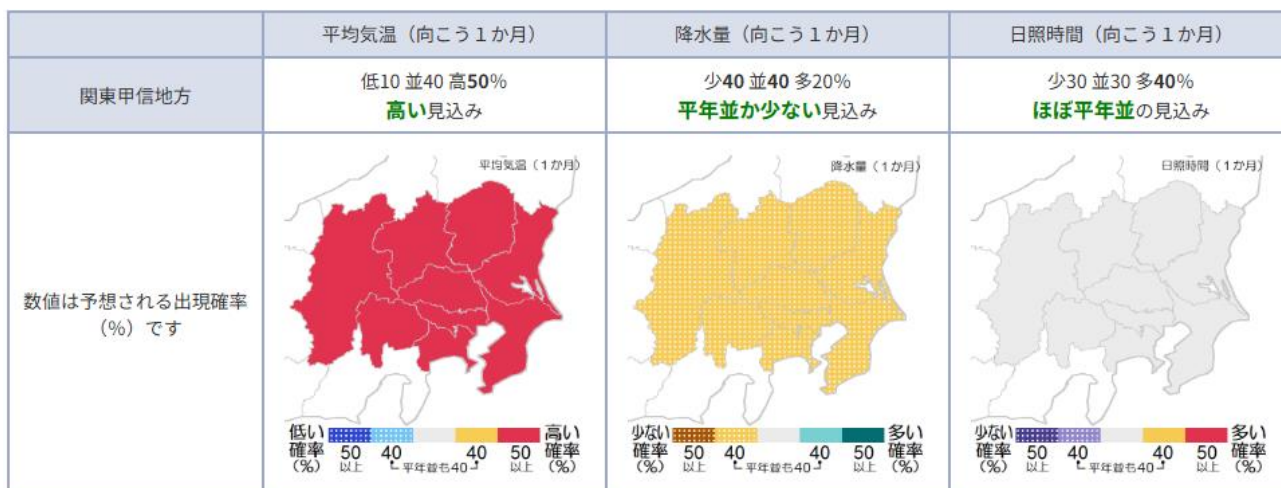 平均気温（向こう１か月）
降水量（向こう１か月）
日照時間（向こう１か月）
関東甲信地方
低10 並40 高50%
高い見込み
少40 並40 多20%
平年並か少ない見込み
少30 並30 多40%
ほぼ平年並の見込み
数値は予想される出現確率
（%）です
平均気温（1か月）
低い
確率
(%)
50
以上
40
平年並も40
40
50
以上
高い
確率
(%)
降水量（1か月）
少ない
確率
(%)
50
以上
40
平年並も40
40
50
以上
多い
確率
(%)
日照時間（1か月）
少ない
確率
(%)
50
以上
40
平年並も40
40
50
以上
多い
確率
(%)